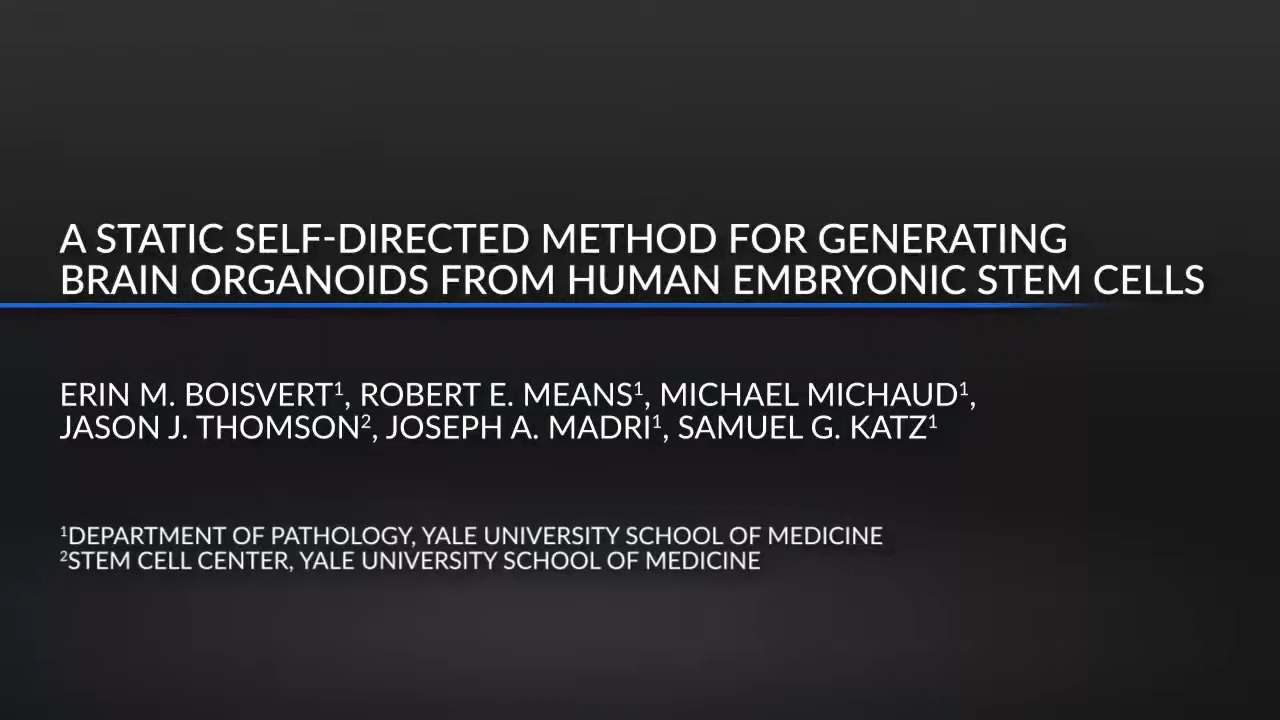 A STATIC SELF-DIRECTED METHOD FOR GENERATING
BRAIN ORGANOIDS FROM HUMAN EMBRYONIC STEM CELLS
ERIN M. BOISVERT¹, ROBERT E. MEANS¹, MICHAEL MICHAUD¹,
JASON J. THOMSON², JOSEPH A. MADRI¹, SAMUEL G. KATZ¹
¹DEPARTMENT OF PATHOLOGY, YALE UNIVERSITY SCHOOL OF MEDICINE
²STEM CELL CENTER, YALE UNIVERSITY SCHOOL OF MEDICINE